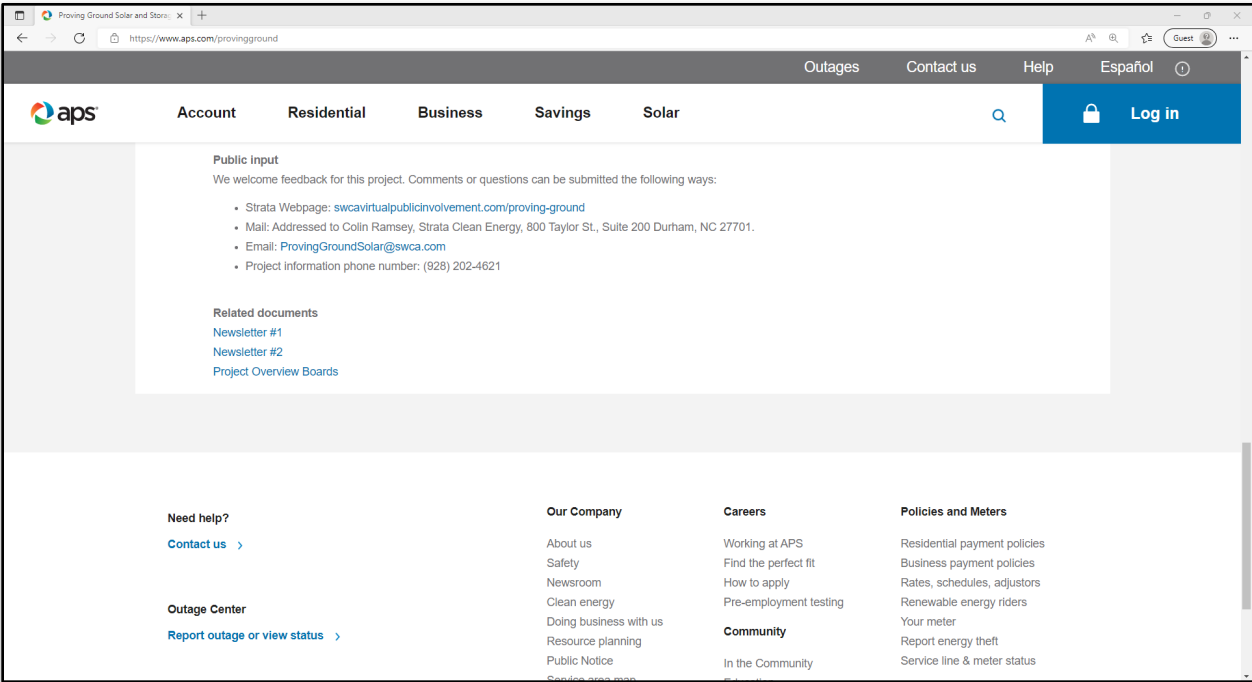 Proving Ground Solar and Storag
https://www.aps.com/provingground
Guest
Outages Contact us Help Español
aps
Account Residential Business Savings Solar
Log in
Public input
We welcome feedback for this project. Comments or questions can be submitted the following ways:
• Strata Webpage: swcavirtualpublicinvolvement.com/proving-ground
• Mail: Addressed to Colin Ramsey, Strata Clean Energy, 800 Taylor St., Suite 200 Durham, NC 27701.
• Email: ProvingGroundSolar@swca.com
• Project information phone number: (928) 202-4621
Related documents
Newsletter #1
Newsletter #2
Project Overview Boards
Need help?
Contact us >
Outage Center
Report outage or view status >
Our Company
About us
Safety
Newsroom
Clean energy
Doing business with us
Resource planning
Public Notice
Service area map
Careers
Working at APS
Find the perfect fit
How to apply
Pre-employment testing
Community
In the Community
Policies and Meters
Residential payment policies
Business payment policies
Rates, schedules, adjustors
Renewable energy riders
Your meter
Report energy theft
Service line & meter status